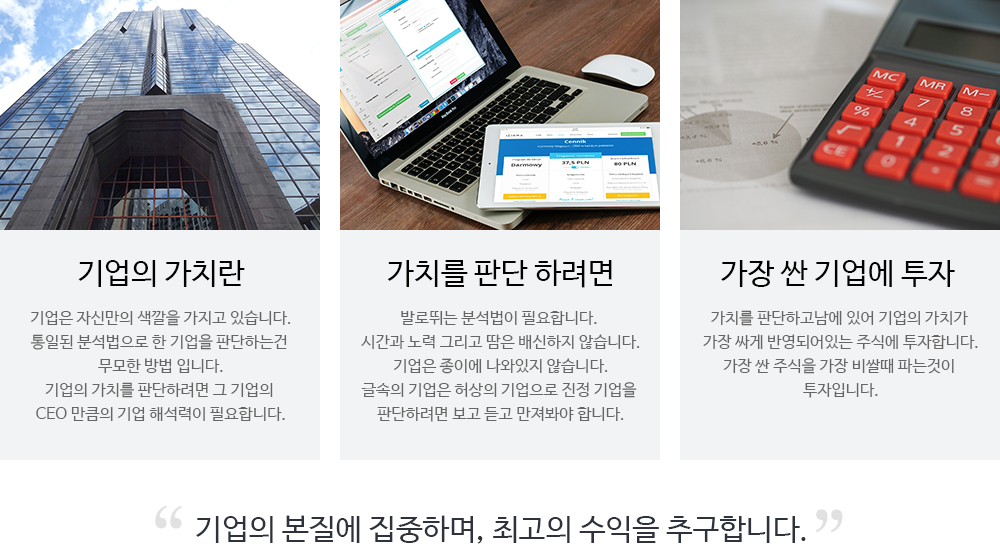 Cennik
Darmowy
37,5 PLN
80 PLN
MC
MR
M−
+/−
7
8
%
4
5
√
1
2
CE
0
기업의 가치란
기업은 자신만의 색깔을 가지고 있습니다.
통일된 분석법으로 한 기업을 판단하는건
무모한 방법 입니다.
기업의 가치를 판단하려면 그 기업의
CEO 만큼의 기업 해석력이 필요합니다.
가치를 판단 하려면
발로뛰는 분석법이 필요합니다.
시간과 노력 그리고 땀은 배신하지 않습니다.
기업은 종이에 나와있지 않습니다.
글속의 기업은 허상의 기업으로 진정 기업을
판단하려면 보고 듣고 만져봐야 합니다.
가장 싼 기업에 투자
가치를 판단하고남에 있어 기업의 가치가
가장 싸게 반영되어있는 주식에 투자합니다.
가장 싼 주식을 가장 비쌀때 파는것이
투자입니다.
“ 기업의 본질에 집중하며, 최고의 수익을 추구합니다. ”